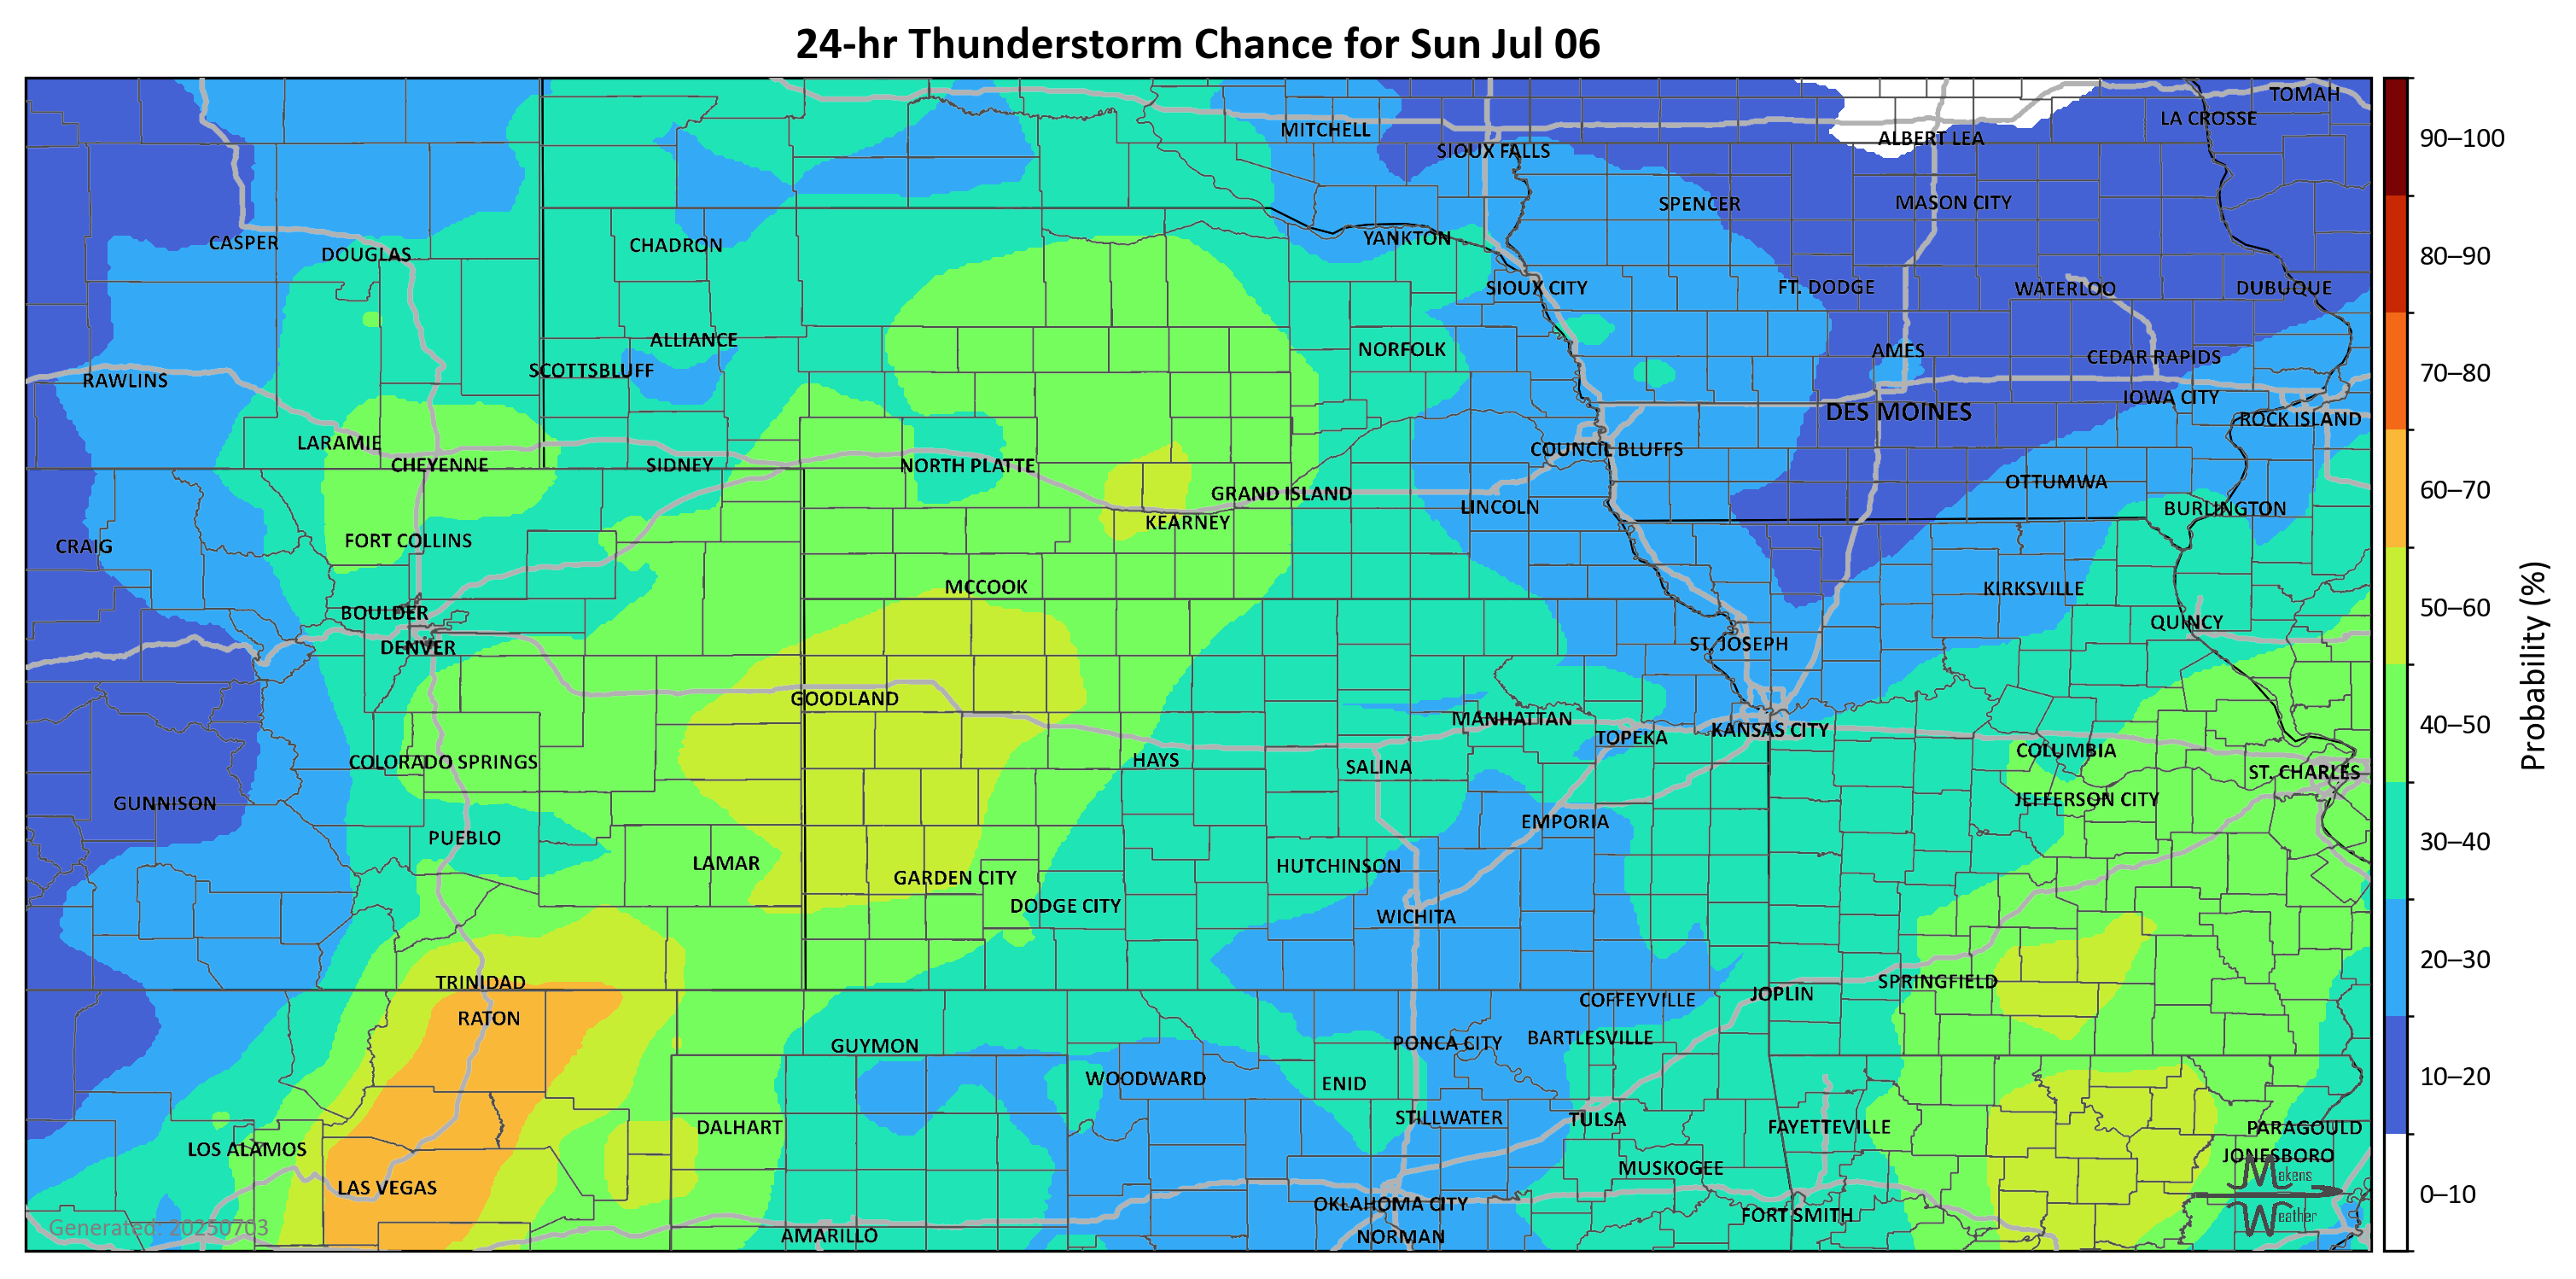 24-hr Thunderstorm Chance for Sun Jul 06
TOMAH
LA CROSSE
MITCHELL
ALBERT LEA
SIOUX FALLS
SPENCER
MASON CITY
CASPER
DOUGLAS
CHADRON
YANKTON
SIOUX CITY
FT. DODGE
WATERLOO
DUBUQUE
ALLIANCE
NORFOLK
AMES
CEDAR RAPIDS
RAWLINS
SCOTTSBLUFF
IOWA CITY
DES MOINES
ROCK ISLAND
LARAMIE
COUNCIL BLUFFS
CHEYENNE
SIDNEY
NORTH PLATTE
OTTUMWA
GRAND ISLAND
LINCOLN
BURLINGTON
KEARNEY
CRAIG
FORT COLLINS
MCCOOK
KIRKSVILLE
BOULDER
QUINCY
DENVER
ST. JOSEPH
GOODLAND
MANHATTAN
KANSAS CITY
TOPEKA
COLUMBIA
COLORADO SPRINGS
HAYS
SALINA
ST. CHARLES
GUNNISON
JEFFERSON CITY
EMPORIA
PUEBLO
LAMAR
HUTCHINSON
GARDEN CITY
DODGE CITY
WICHITA
TRINIDAD
SPRINGFIELD
JOPLIN
COFFEYVILLE
RATON
GUYMON
PONCA CITY
BARTLESVILLE
WOODWARD
ENID
STILLWATER
TULSA
DALHART
FAYETTEVILLE
PARAGOULD
LOS ALAMOS
JONESBORO
MUSKOGEE
LAS VEGAS
OKLAHOMA CITY
FORT SMITH
AMARILLO
NORMAN
Generated: 20250703
Makens
Weather
90–100
80–90
70–80
60–70
50–60
40–50
30–40
20–30
10–20
0–10
Probability (%)